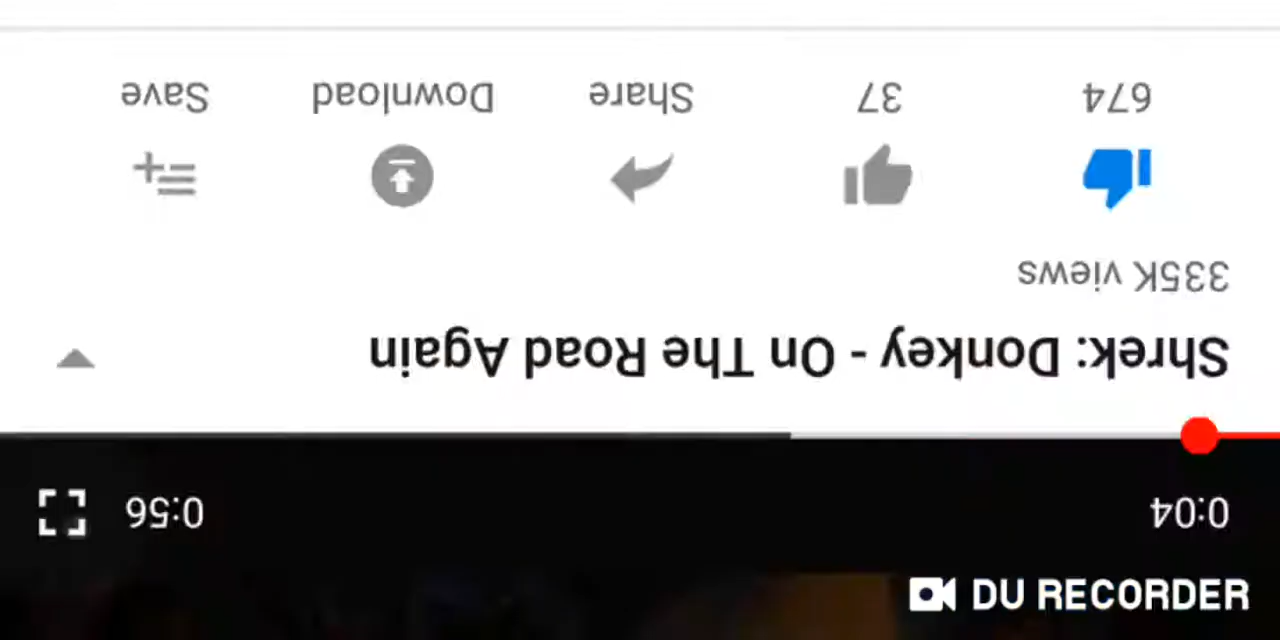 0:04 0:56
Shrek: Donkey - On The Road Again
335K views
674 37 Share Download Save
DU RECORDER